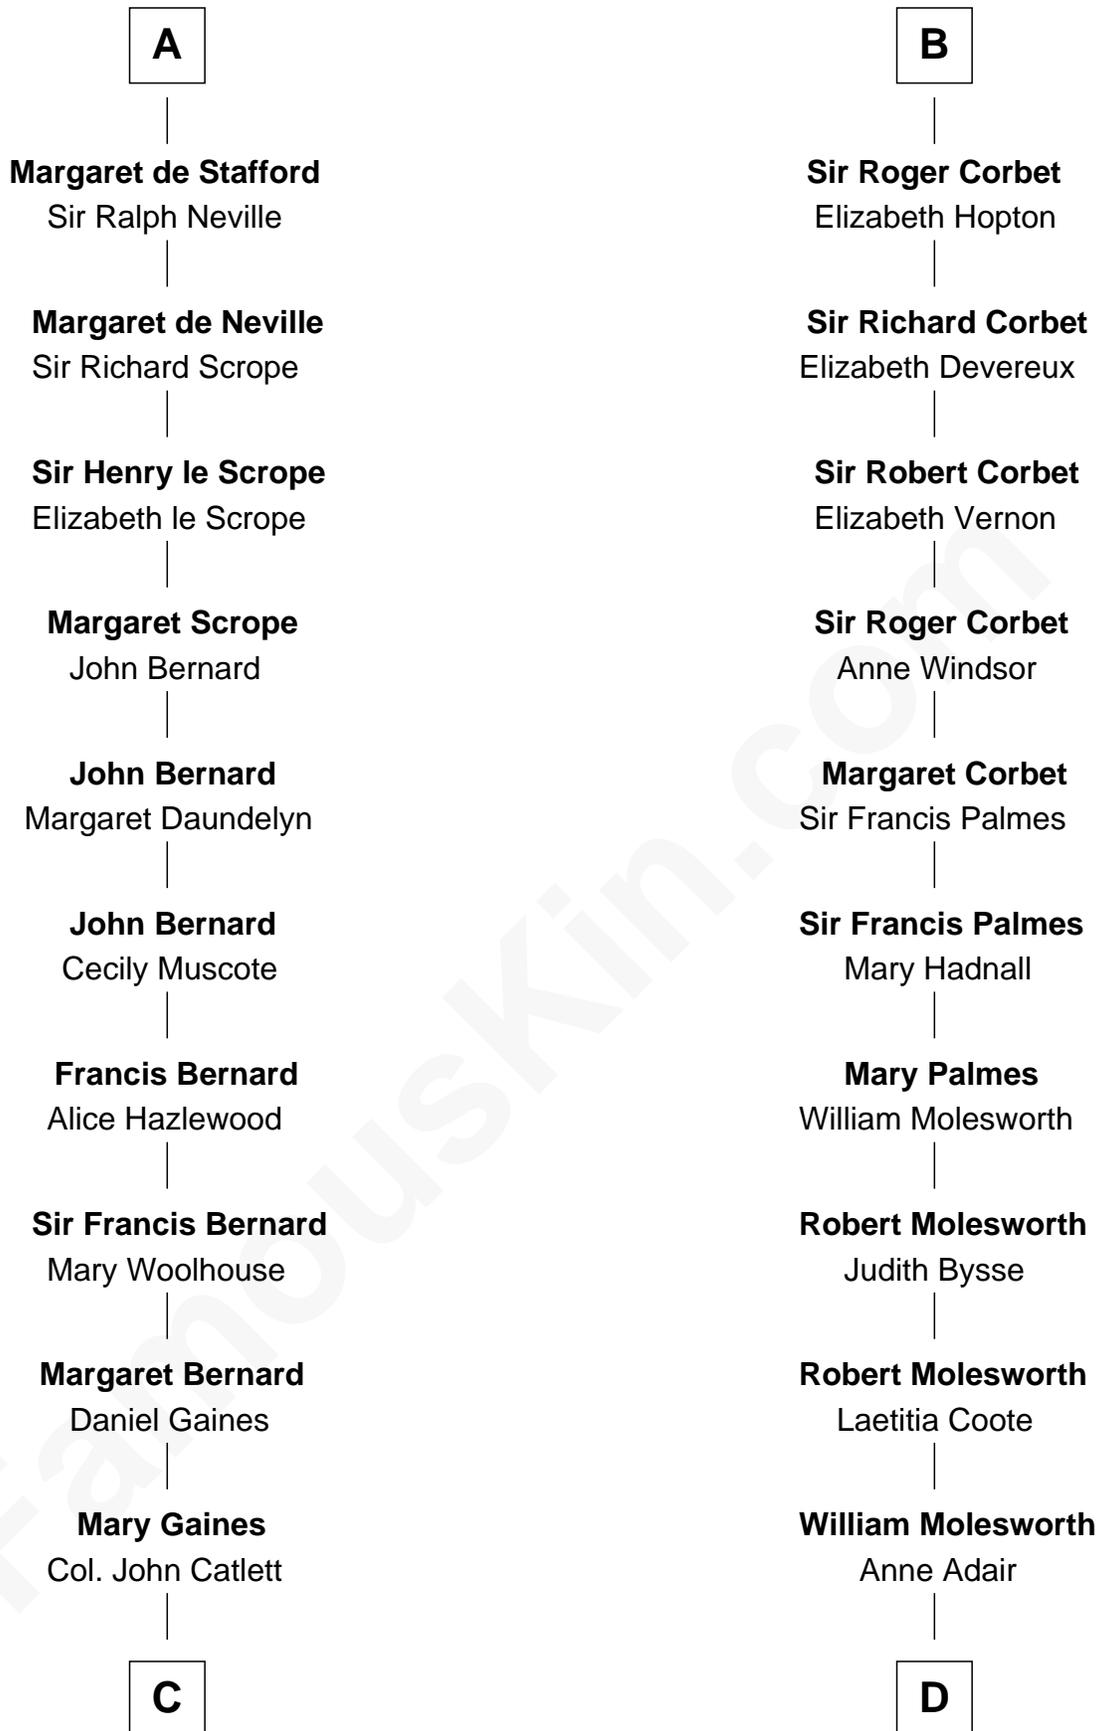 A
Margaret de Stafford
Sir Ralph Neville
Margaret de Neville
Sir Richard Scrope
Sir Henry le Scrope
Elizabeth le Scrope
Margaret Scrope
John Bernard
John Bernard
Margaret Daundelyn
John Bernard
Cecily Muscote
Francis Bernard
Alice Hazlewood
Sir Francis Bernard
Mary Woolhouse
Margaret Bernard
Daniel Gaines
Mary Gaines
Col. John Catlett
C
B
Sir Roger Corbet
Elizabeth Hopton
Sir Richard Corbet
Elizabeth Devereux
Sir Robert Corbet
Elizabeth Vernon
Sir Roger Corbet
Anne Windsor
Margaret Corbet
Sir Francis Palmes
Sir Francis Palmes
Mary Hadnall
Mary Palmes
William Molesworth
Robert Molesworth
Judith Bysse
Robert Molesworth
Laetitia Coote
William Molesworth
Anne Adair
D
FamousKin.com